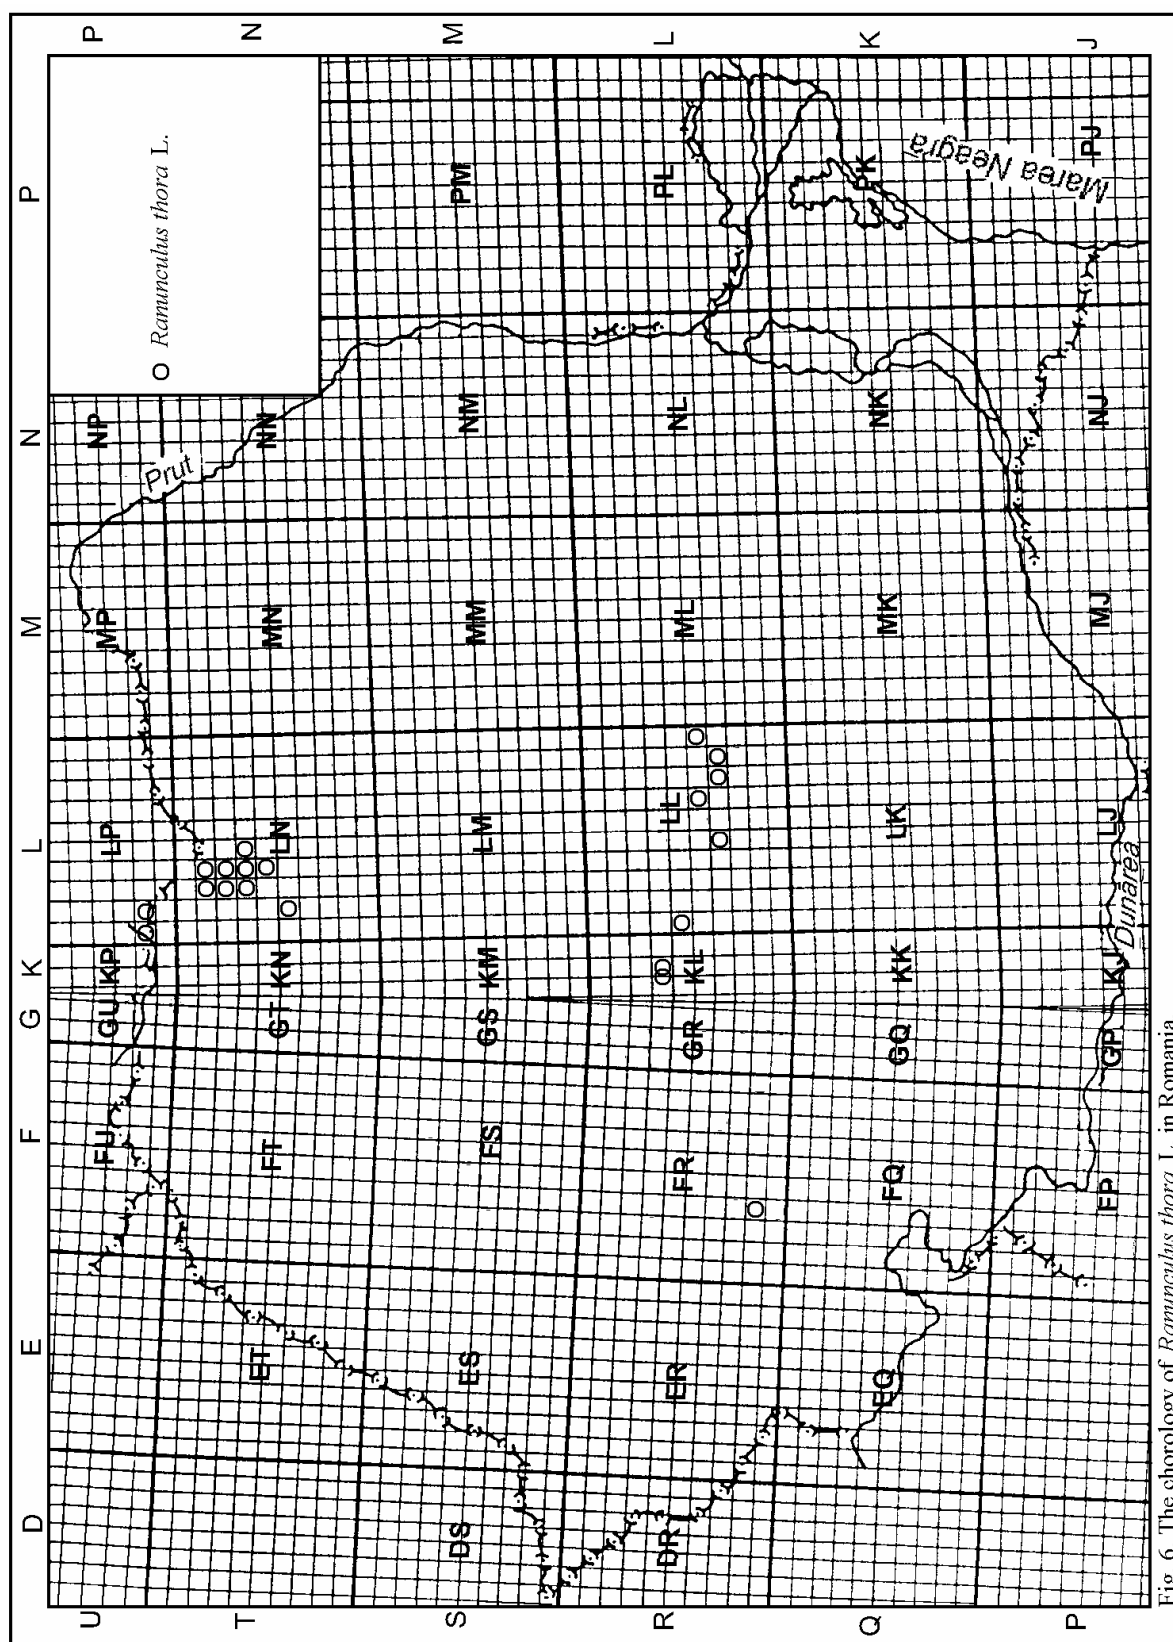 D E F G K L M N P
U FU GU KP LP MP NP P
Prut
○ Ranunculus thora L.
T ET FT GT KN LN MN NN N
S DS ES FS GS KM LM MM NM PM M
R DR ER FR GR KL LL ML NL PL L
Q EQ FQ GQ KK LK MK NK PK K
Marea Neagră
P FP GP KJ LJ MJ NJ PJ J
Dunărea
Fig. 6. The chorology of Ranunculus thora L. in Romania